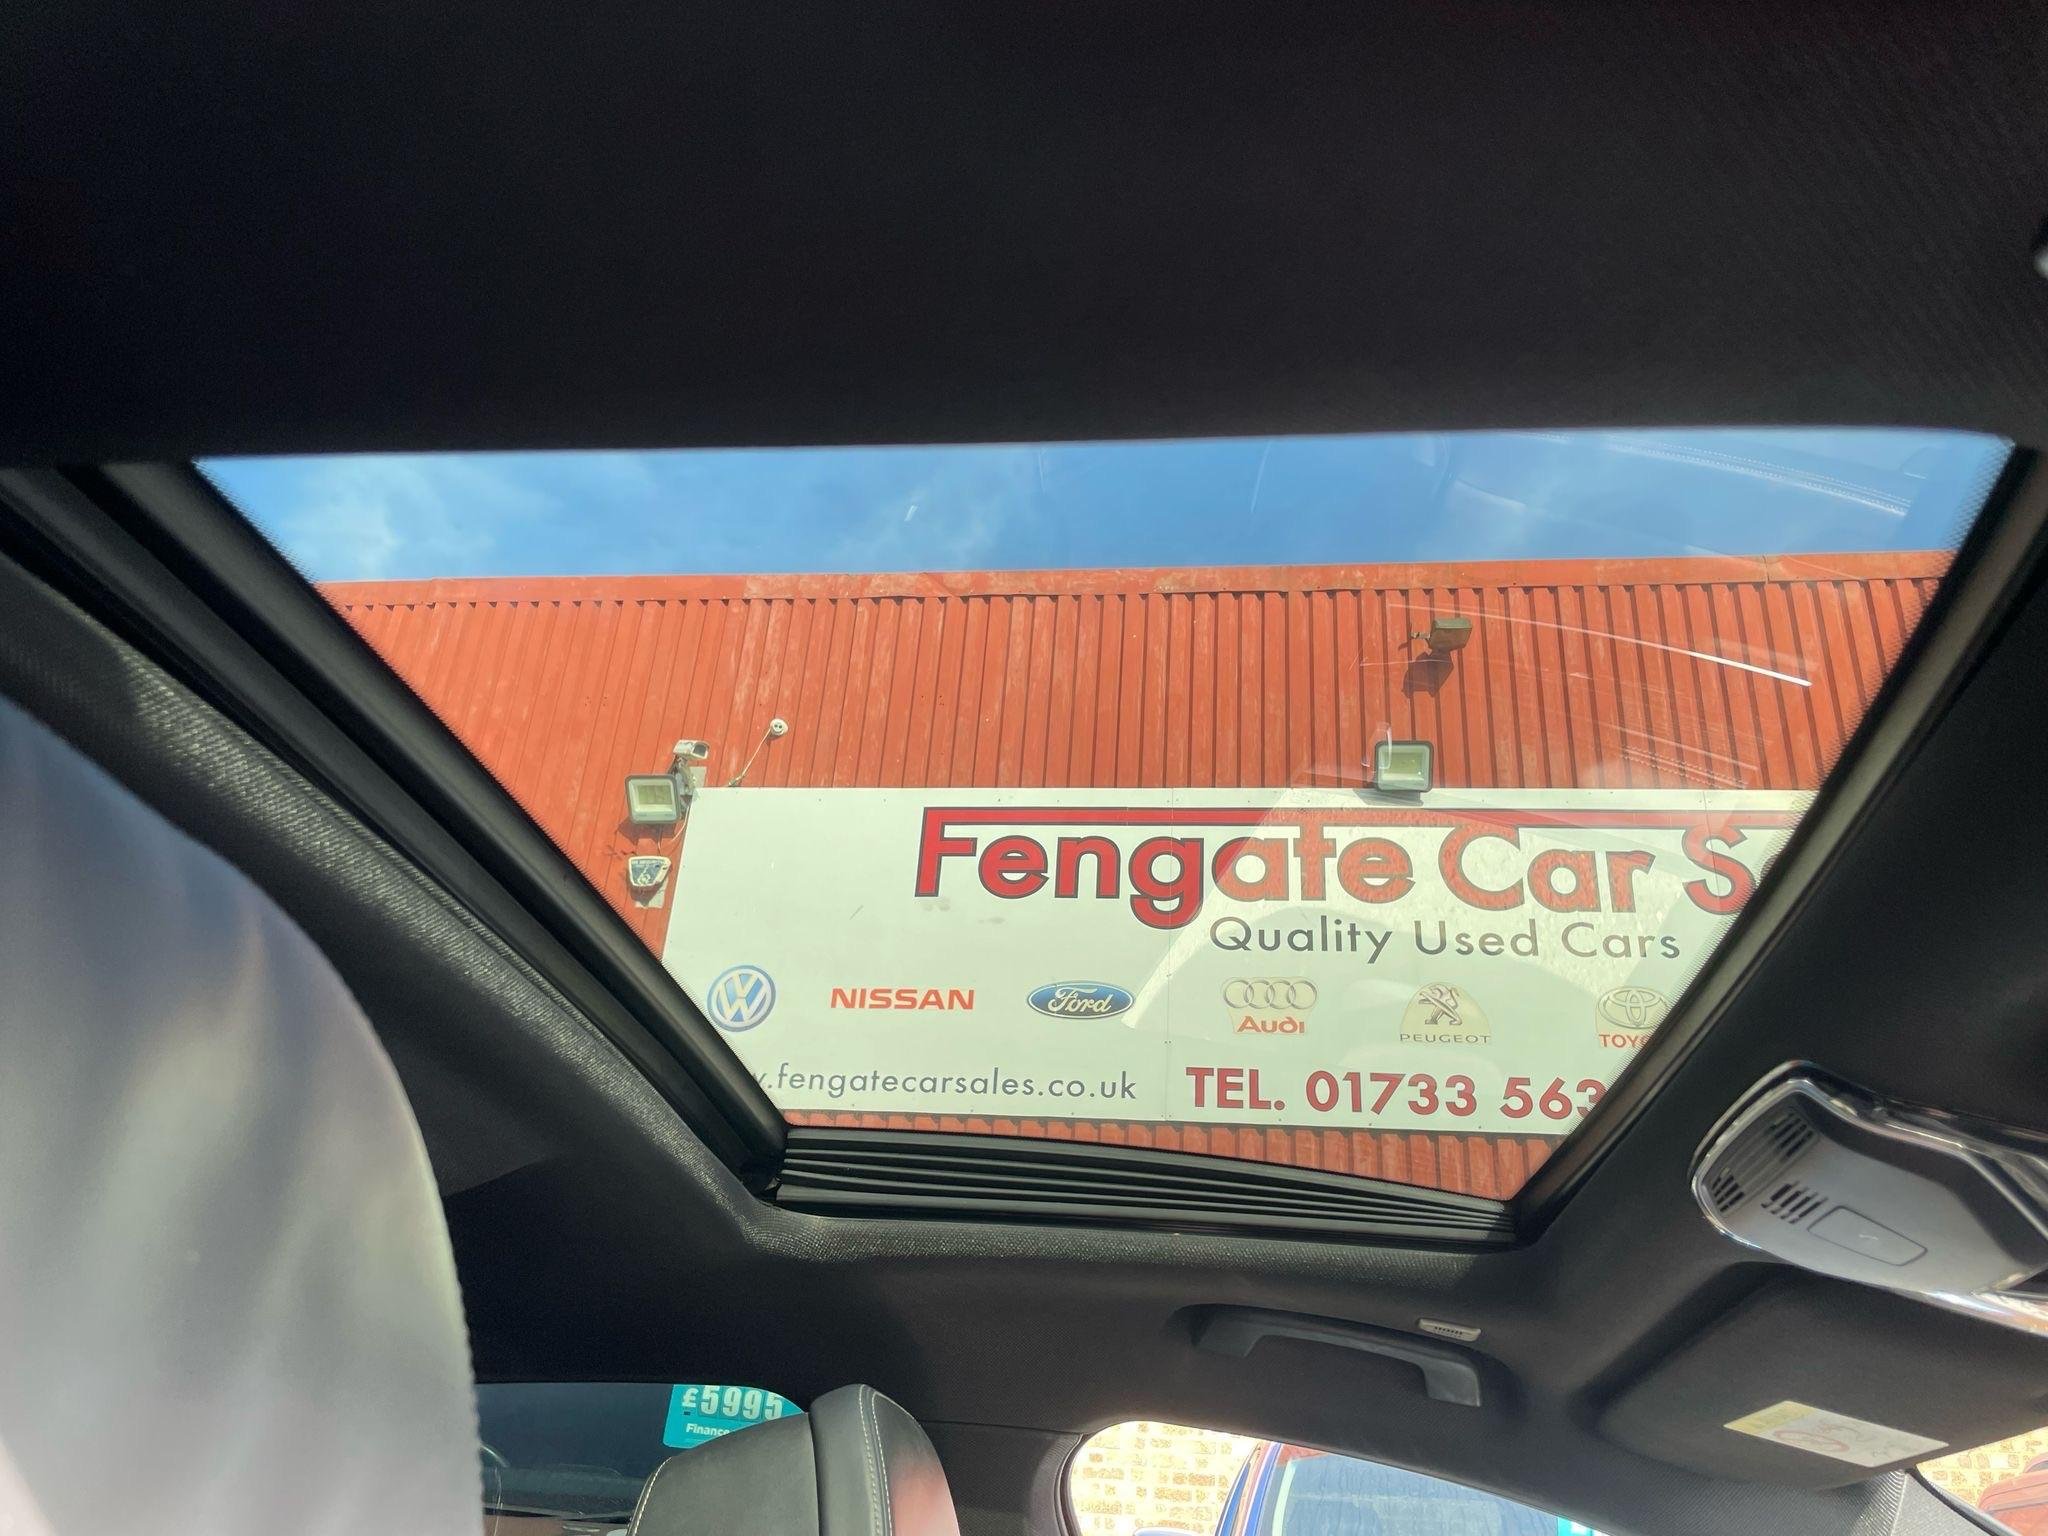 Fengate Car S
Quality Used Cars
NISSAN
Ford
Audi
PEUGEOT
TOYO
.fengatecarsales.co.uk
TEL. 01733 563
£5995
Finance